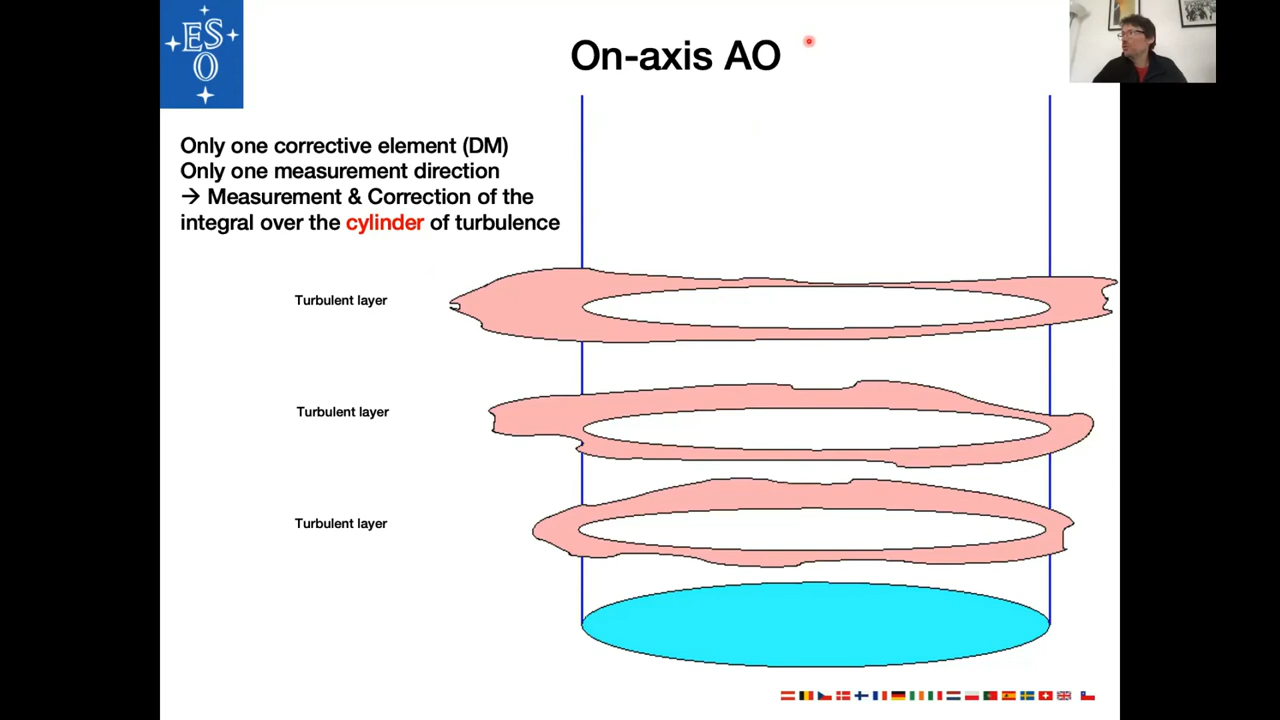 ES
O
On-axis AO
Only one corrective element (DM)
Only one measurement direction
→ Measurement & Correction of the
integral over the cylinder of turbulence
Turbulent layer
Turbulent layer
Turbulent layer